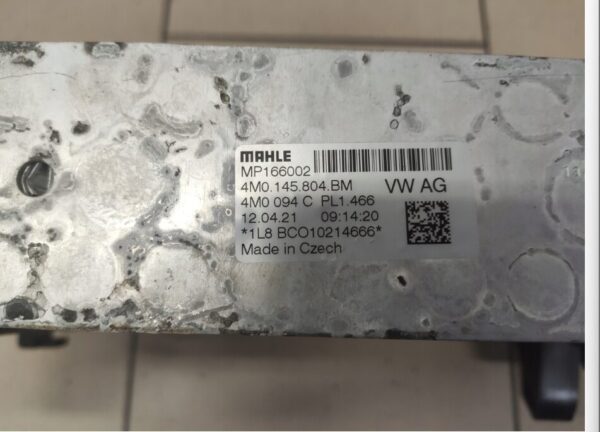 MAHLE
MP166002
4M0.145.804.BM VW AG
4M0 094 C PL1.466
12.04.21 09:14:20
*1L8 BCO10214666*
Made in Czech